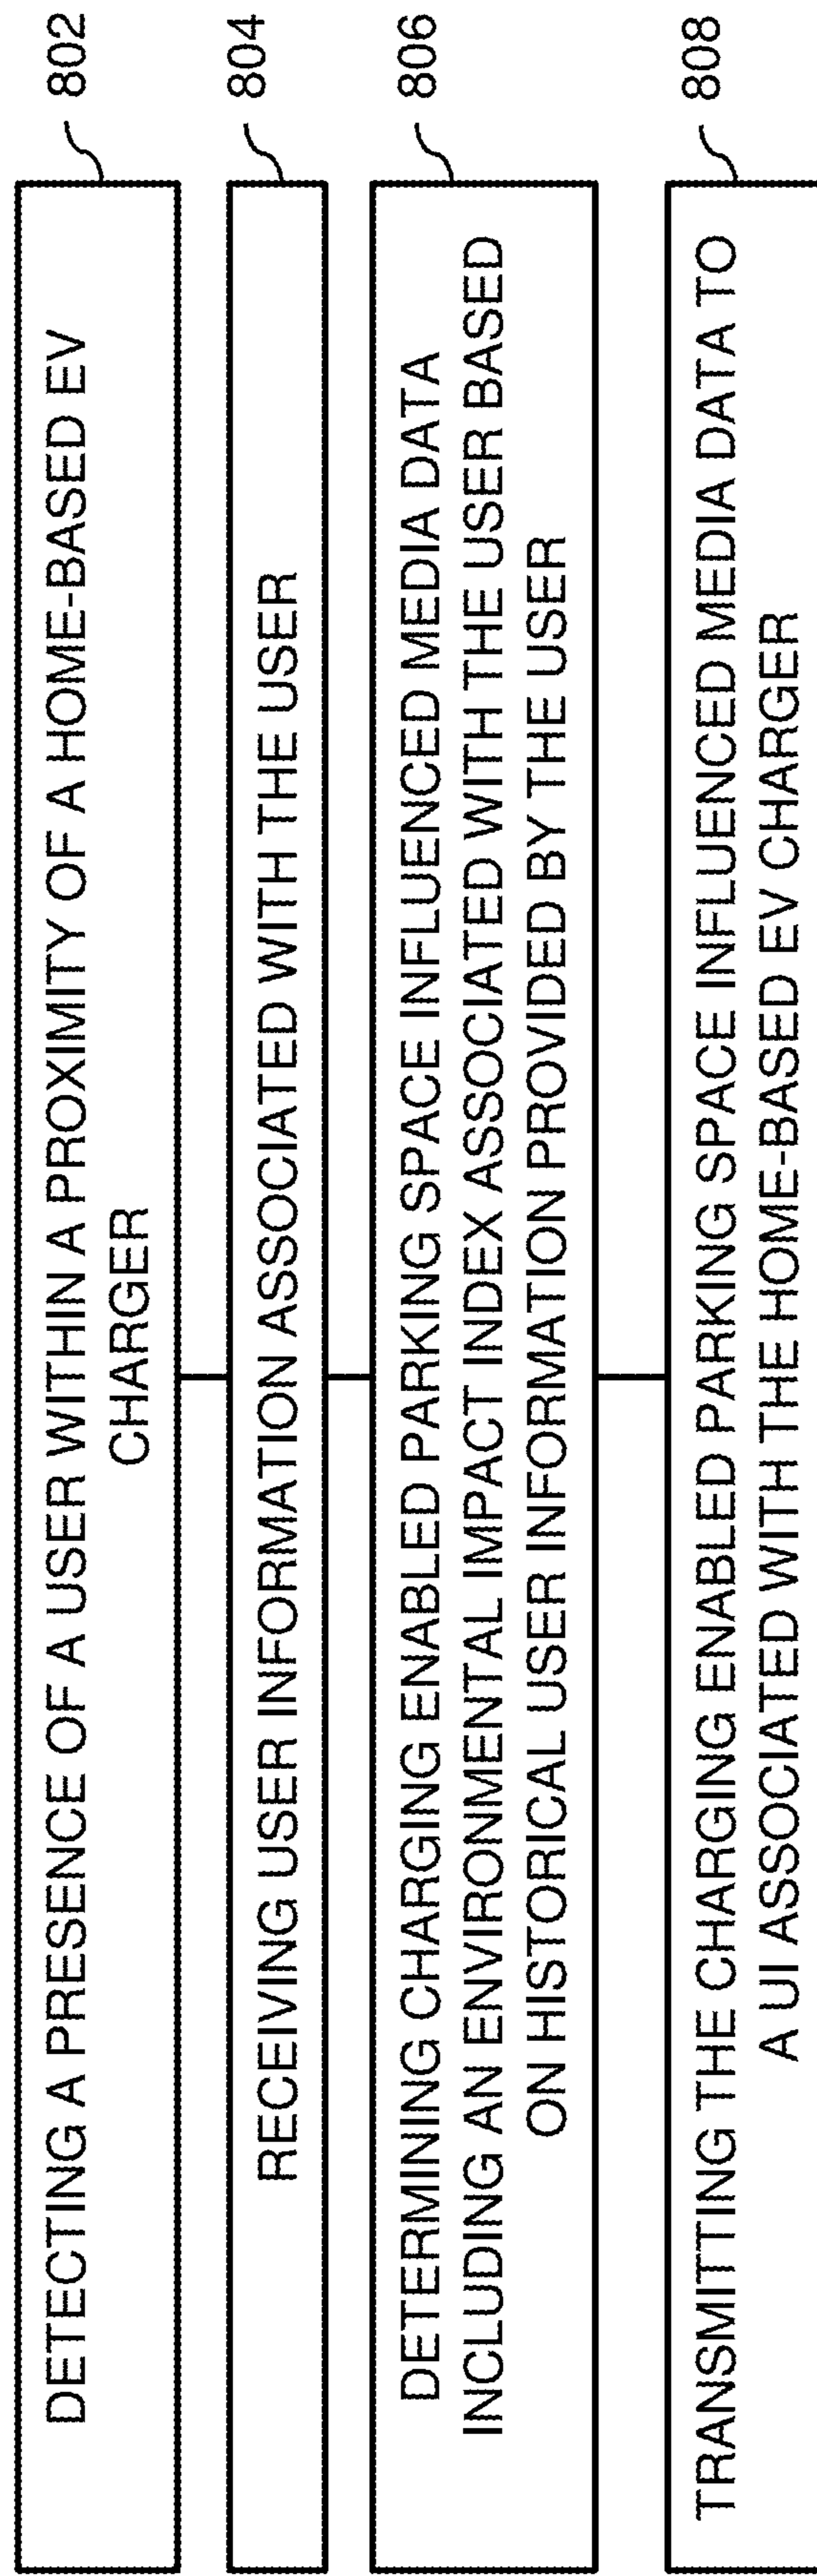 DETECTING A PRESENCE OF A USER WITHIN A PROXIMITY OF A HOME-BASED EV
CHARGER
802
RECEIVING USER INFORMATION ASSOCIATED WITH THE USER
804
DETERMINING CHARGING ENABLED PARKING SPACE INFLUENCED MEDIA DATA
INCLUDING AN ENVIRONMENTAL IMPACT INDEX ASSOCIATED WITH THE USER BASED
ON HISTORICAL USER INFORMATION PROVIDED BY THE USER
806
TRANSMITTING THE CHARGING ENABLED PARKING SPACE INFLUENCED MEDIA DATA TO
A UI ASSOCIATED WITH THE HOME-BASED EV CHARGER
808